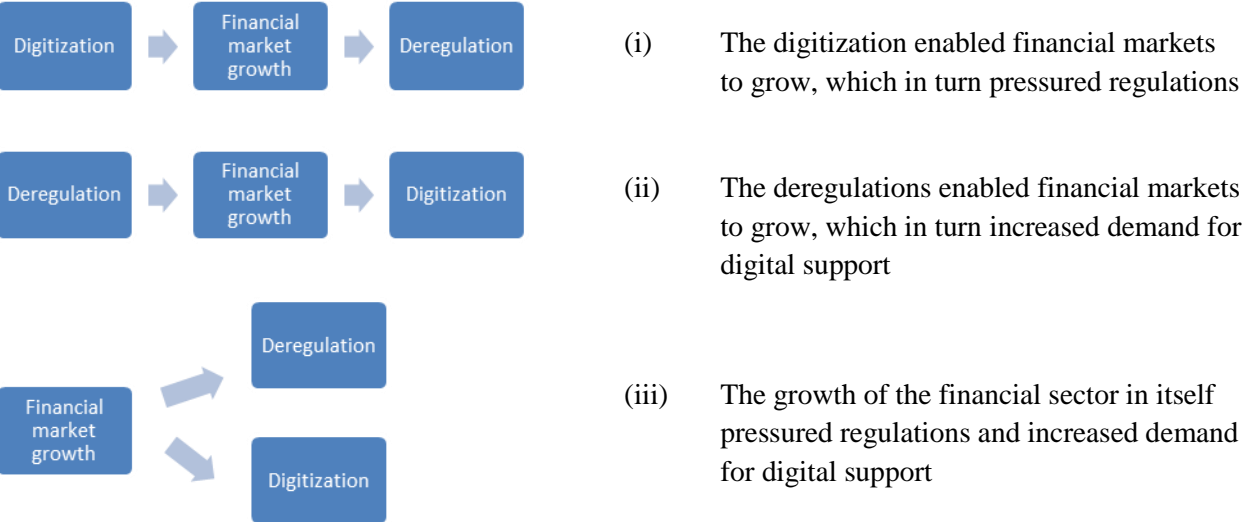 Digitization
Financial
market
growth
Deregulation
(i) The digitization enabled financial markets
to grow, which in turn pressured regulations
Deregulation
Financial
market
growth
Digitization
(ii) The deregulations enabled financial markets
to grow, which in turn increased demand for
digital support
Financial
market
growth
Deregulation
Digitization
(iii) The growth of the financial sector in itself
pressured regulations and increased demand
for digital support